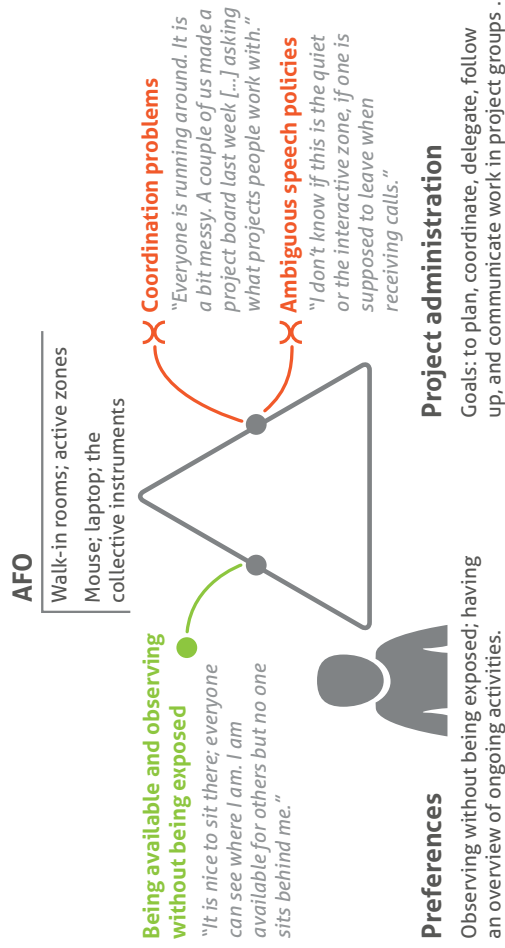 AFO
Walk-in rooms; active zones
Mouse; laptop; the
collective instruments
Being available and observing
without being exposed
“It is nice to sit there; everyone
can see where I am. I am
available for others but no one
sits behind me.”
Coordination problems
“Everyone is running around. It is
a bit messy. A couple of us made a
project board last week [...] asking
what projects people work with.”
Ambiguous speech policies
“I don’t know if this is the quiet
or the interactive zone, if one is
supposed to leave when
receiving calls.”
Preferences
Observing without being exposed; having
an overview of ongoing activities.
Project administration
Goals: to plan, coordinate, delegate, follow
up, and communicate work in project groups .